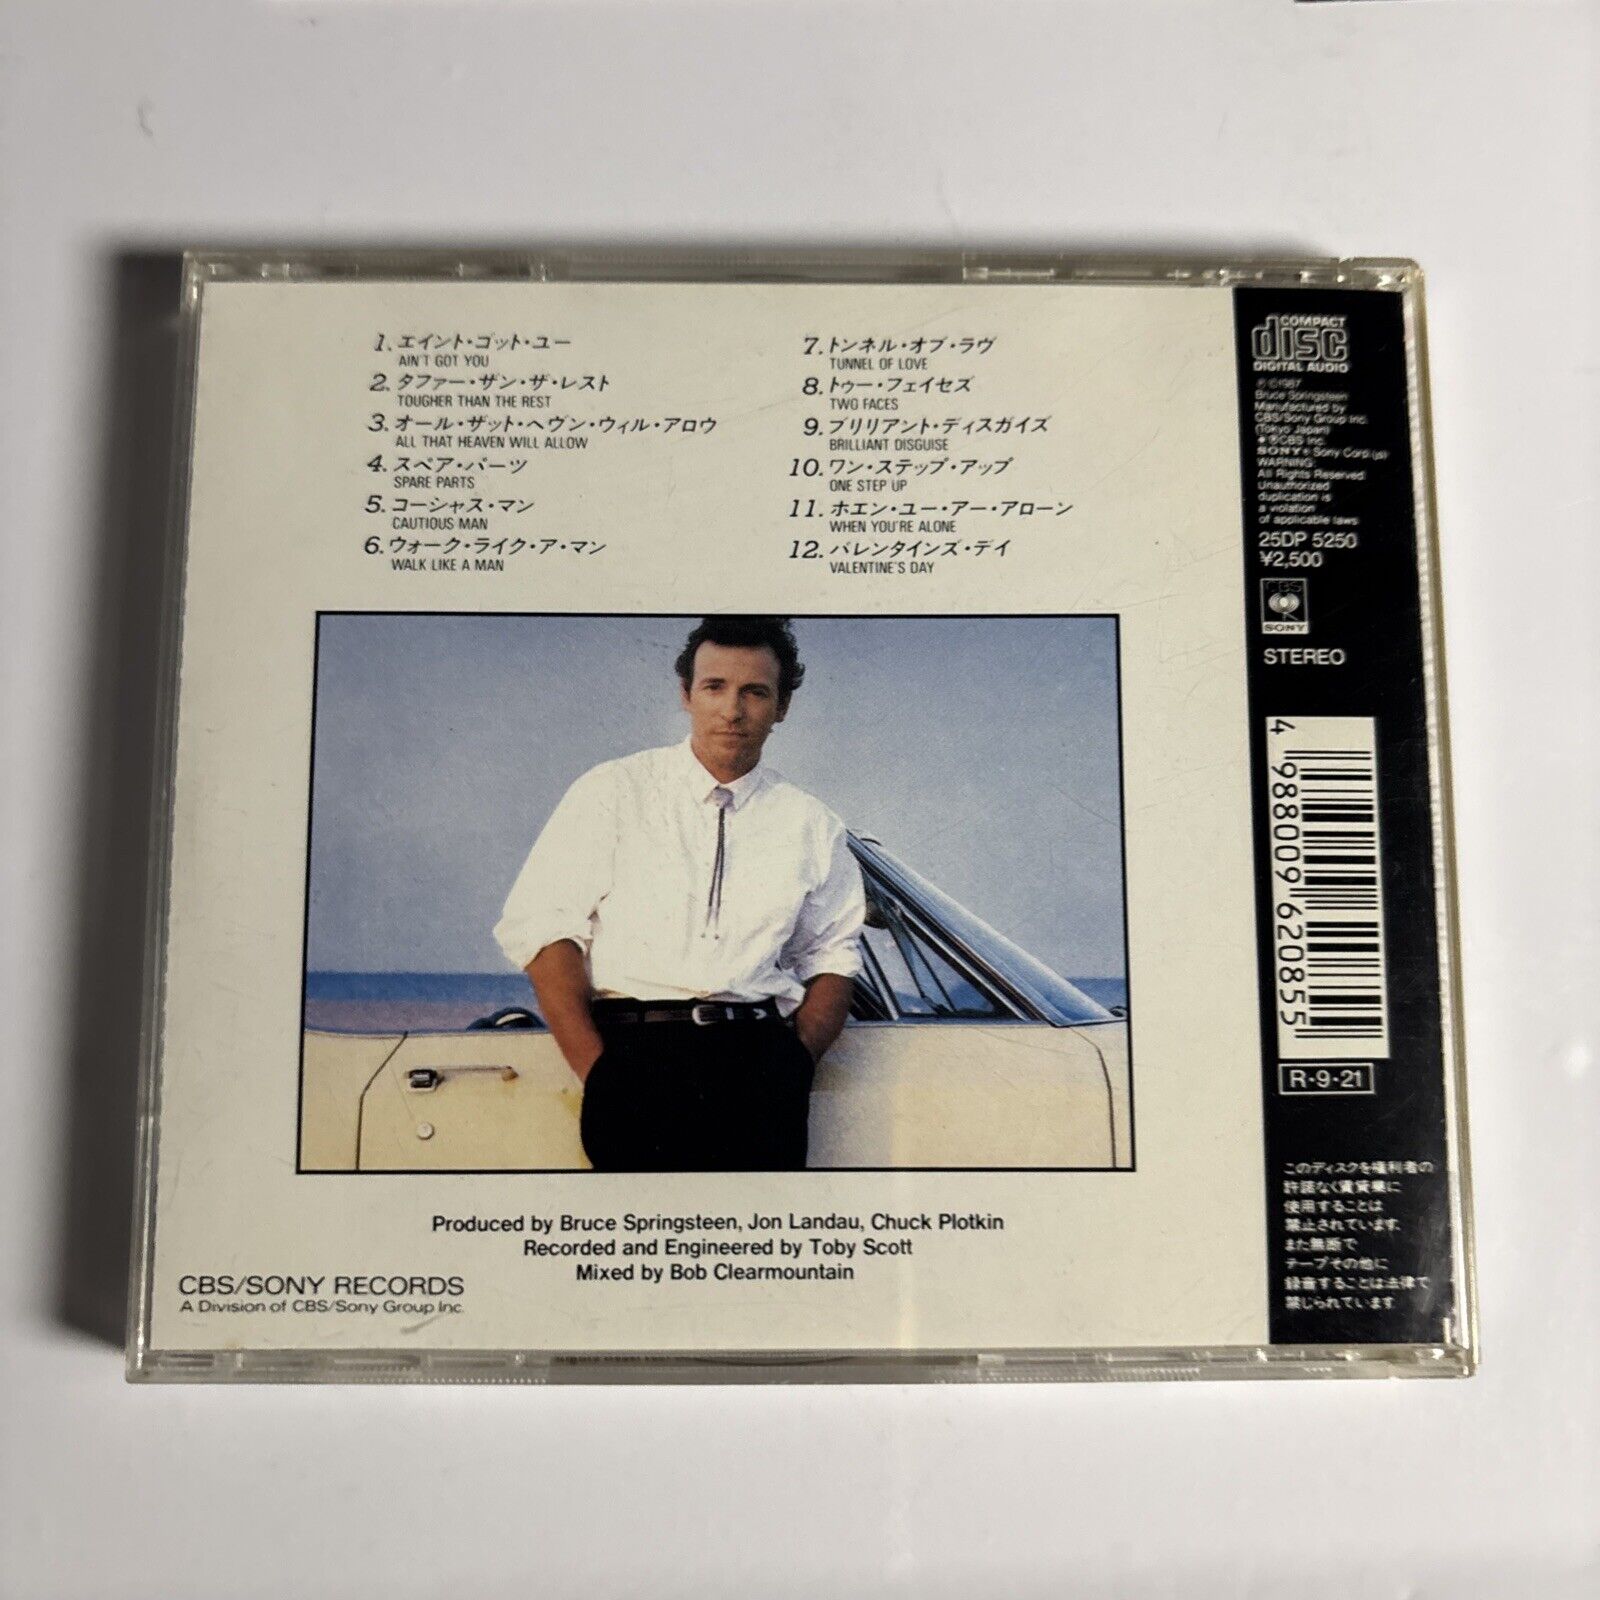 1. エイント・ゴット・ユー
AIN'T GOT YOU
2. タファー・ザン・ザ・レスト
TOUGHER THAN THE REST
3. オール・ザット・ヘヴン・ウィル・アロウ
ALL THAT HEAVEN WILL ALLOW
4. スペア・パーツ
SPARE PARTS
5. コーシャス・マン
CAUTIOUS MAN
6. ウォーク・ライク・ア・マン
WALK LIKE A MAN
7. トンネル・オブ・ラヴ
TUNNEL OF LOVE
8. トゥー・フェイセズ
TWO FACES
9. ブリリアント・ディスガイズ
BRILLIANT DISGUISE
10. ワン・ステップ・アップ
ONE STEP UP
11. ホエン・ユー・アー・アローン
WHEN YOU'RE ALONE
12. バレンタインズ・デイ
VALENTINE'S DAY
Produced by Bruce Springsteen, Jon Landau, Chuck Plotkin
Recorded and Engineered by Toby Scott
Mixed by Bob Clearmountain
CBS/SONY RECORDS
A Division of CBS/Sony Group Inc.
COMPACT
disc
DIGITAL AUDIO
℗©1987
Bruce Springsteen
Manufactured by
CBS/Sony Group Inc.
(Tokyo Japan)
CBS Inc.
SONY® Sony Corp.(s)
WARNING:
All Rights Reserved.
Unauthorized
duplication is
a violation
of applicable laws
25DP 5250
¥2,500
CBS
SONY
STEREO
4 988009 620855
R・9・21
このディスクを権利者の
許諾なく賃貸業に
使用することは
禁止されています。
また無断で
テープその他に
録音することは法律で
禁じられています